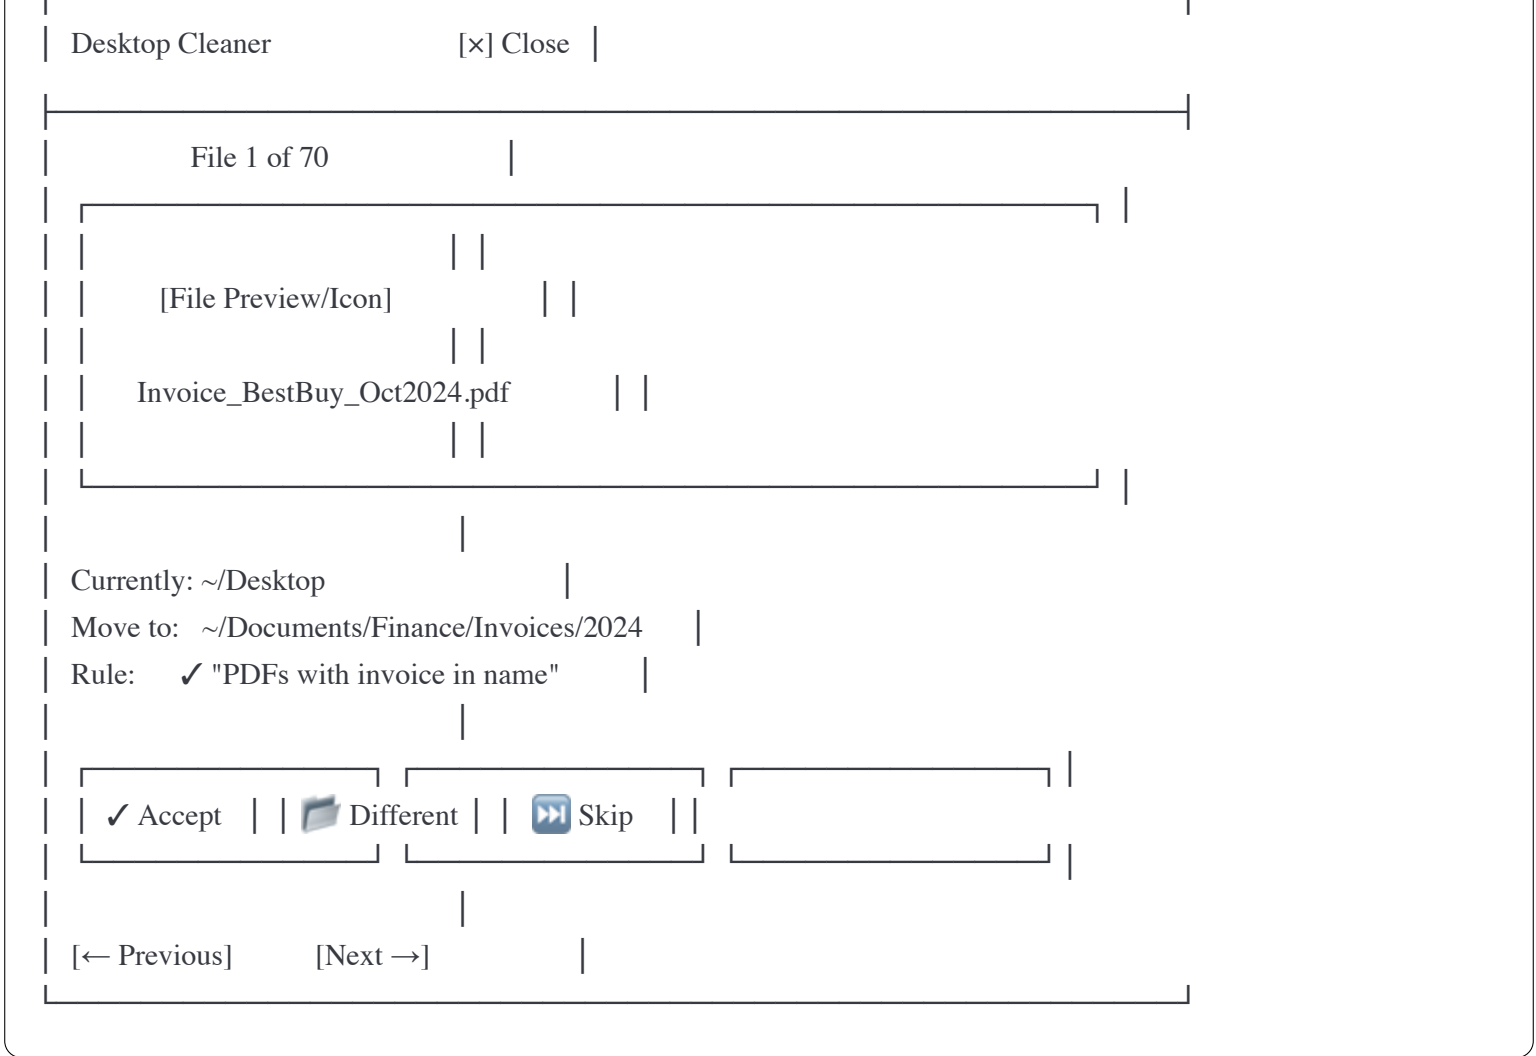 Desktop Cleaner [×] Close
File 1 of 70
[File Preview/Icon]
Invoice_BestBuy_Oct2024.pdf
Currently: ~/Desktop
Move to: ~/Documents/Finance/Invoices/2024
Rule: ✓ "PDFs with invoice in name"
✓ Accept 📁 Different ⏭️ Skip
[← Previous] [Next →]